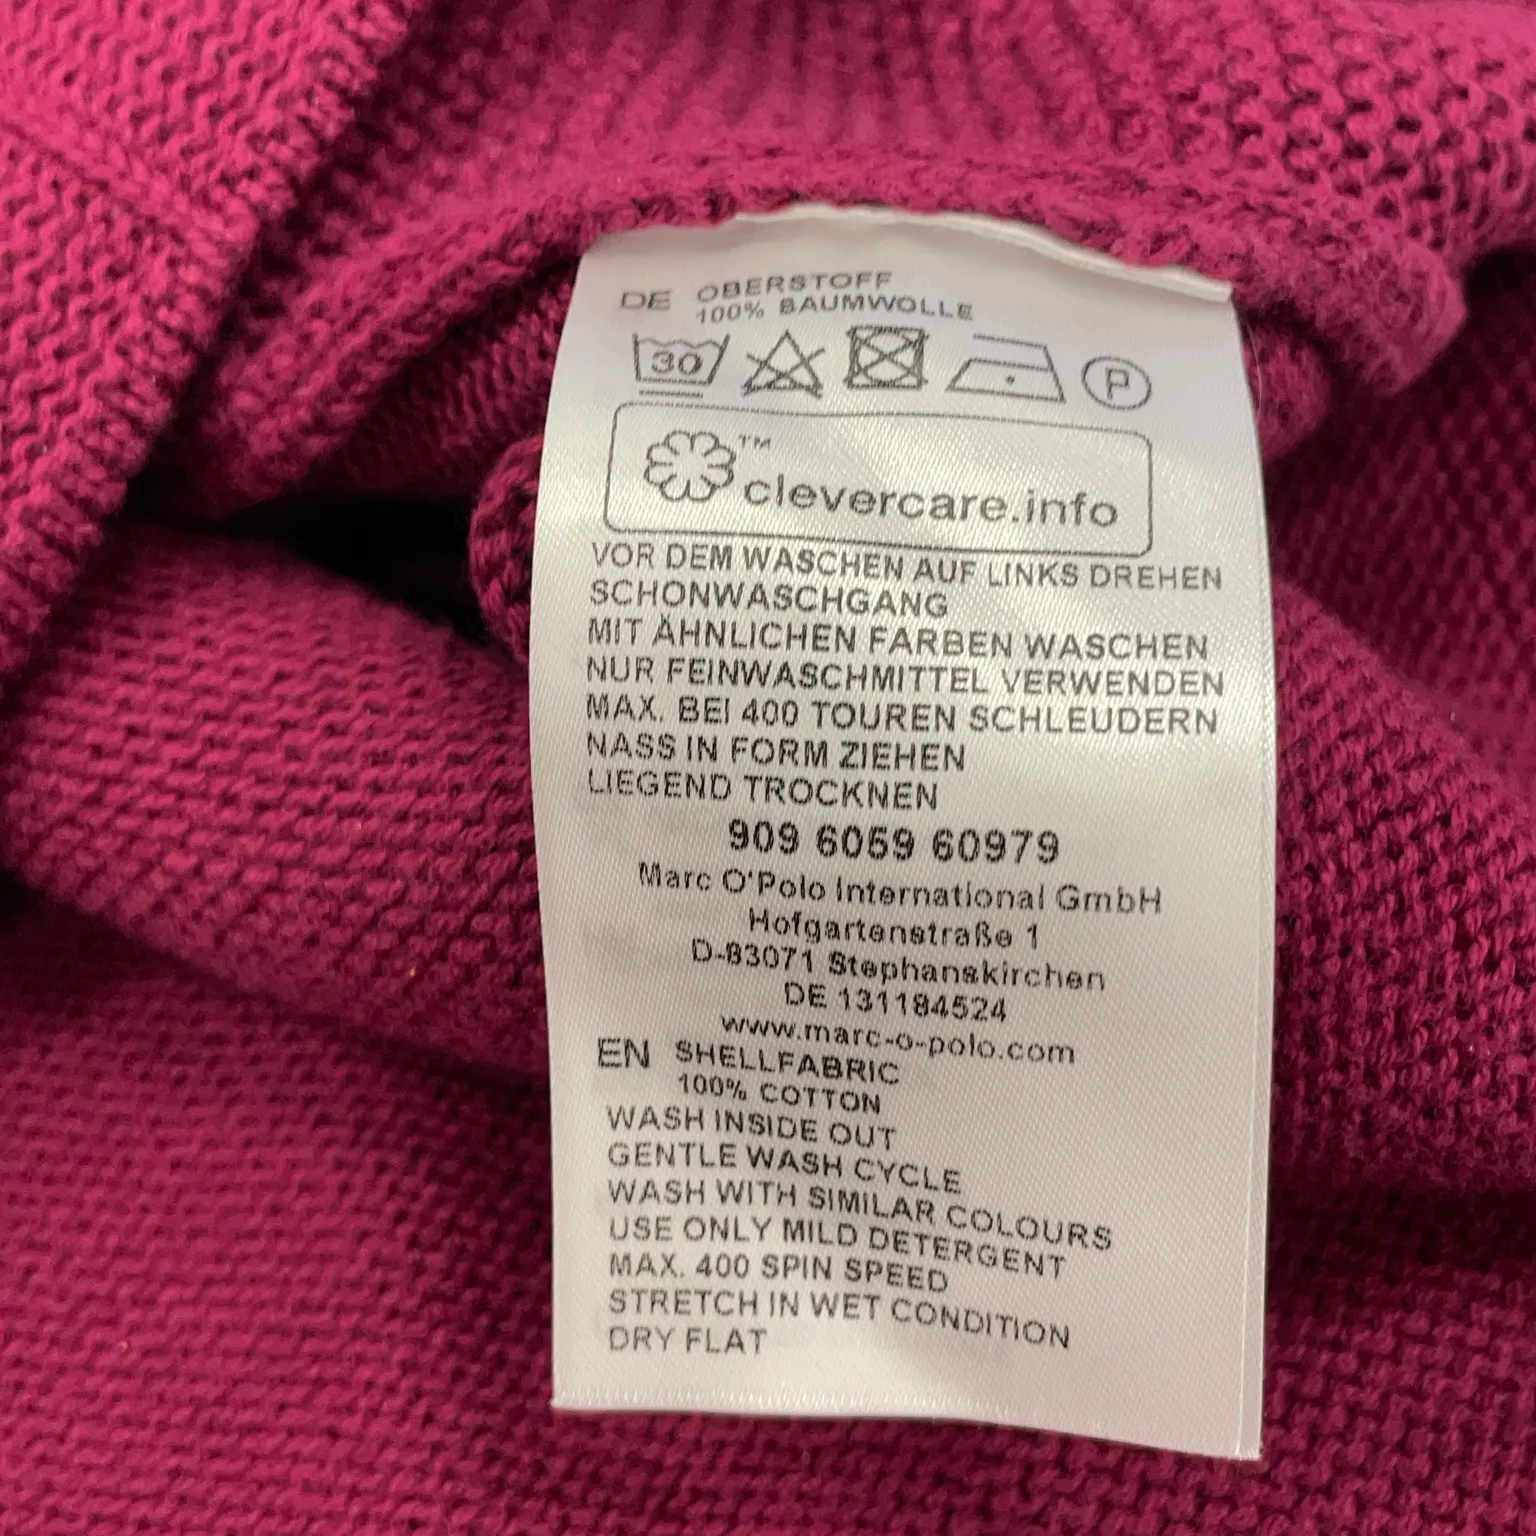 DE OBERSTOFF
100% BAUMWOLLE
30 P
™
clevercare.info
VOR DEM WASCHEN AUF LINKS DREHEN
SCHONWASCHGANG
MIT ÄHNLICHEN FARBEN WASCHEN
NUR FEINWASCHMITTEL VERWENDEN
MAX. BEI 400 TOUREN SCHLEUDERN
NASS IN FORM ZIEHEN
LIEGEND TROCKNEN
909 6059 60979
Marc O'Polo International GmbH
Hofgartenstraße 1
D-83071 Stephanskirchen
DE 131184524
www.marc-o-polo.com
EN SHELLFABRIC
100% COTTON
WASH INSIDE OUT
GENTLE WASH CYCLE
WASH WITH SIMILAR COLOURS
USE ONLY MILD DETERGENT
MAX. 400 SPIN SPEED
STRETCH IN WET CONDITION
DRY FLAT